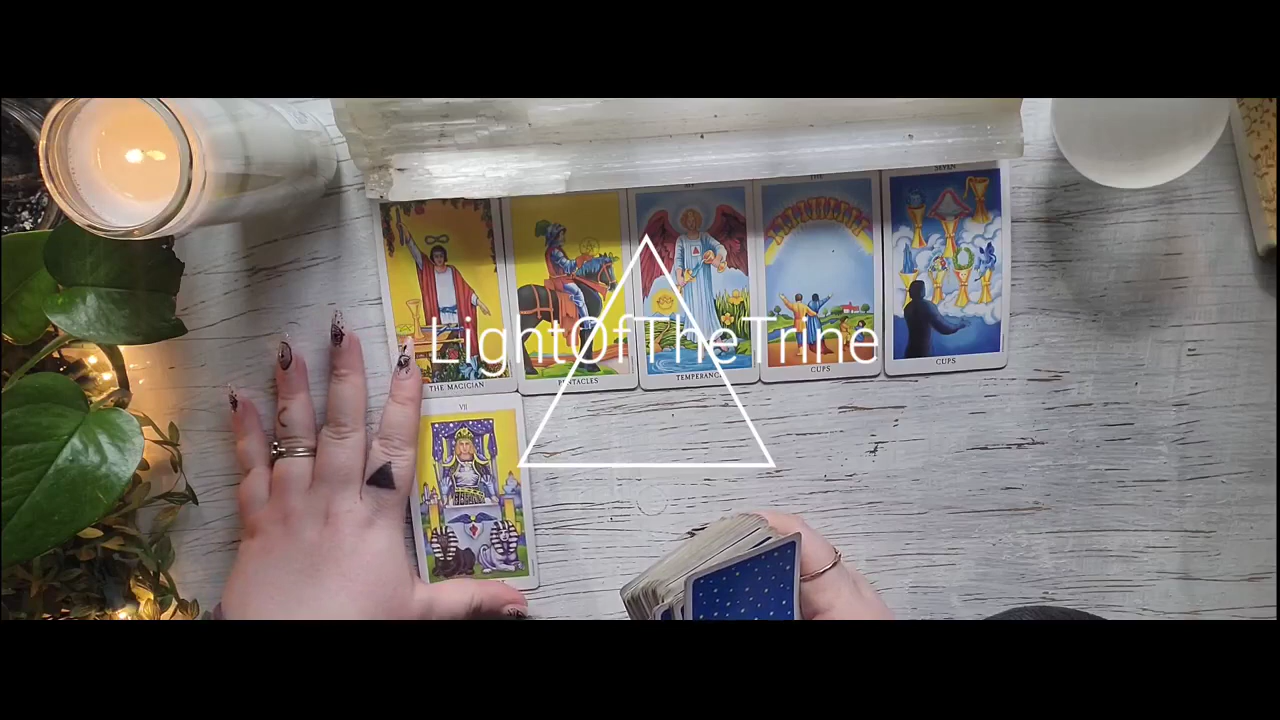 SEVEN
LightOfTheTrine
THE MAGICIAN
PENTACLES
TEMPERANCE
CUPS
CUPS
VII